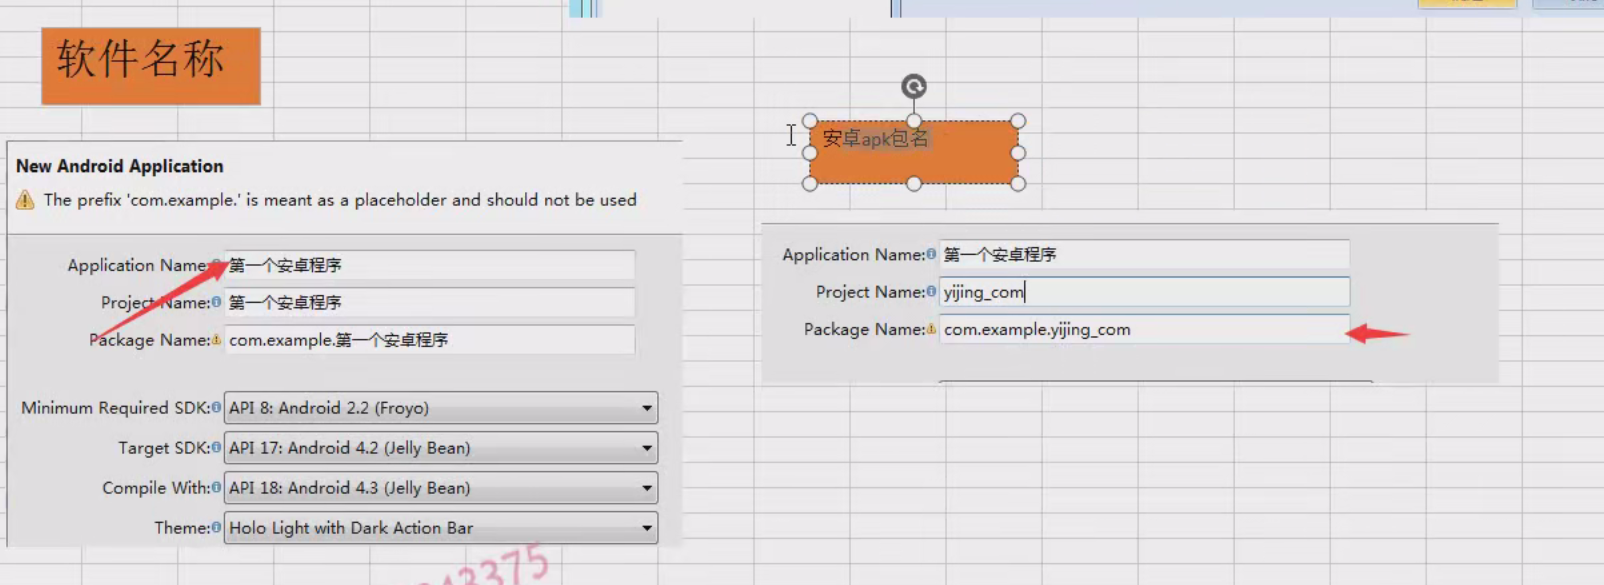 软件名称
New Android Application
The prefix 'com.example.' is meant as a placeholder and should not be used
Application Name: 第一个安卓程序
Project Name: 第一个安卓程序
Package Name: com.example.第一个安卓程序
Minimum Required SDK: API 8: Android 2.2 (Froyo)
Target SDK: API 17: Android 4.2 (Jelly Bean)
Compile With: API 18: Android 4.3 (Jelly Bean)
Theme: Holo Light with Dark Action Bar
安卓apk包名
Application Name: 第一个安卓程序
Project Name: yijing_com
Package Name: com.example.yijing_com